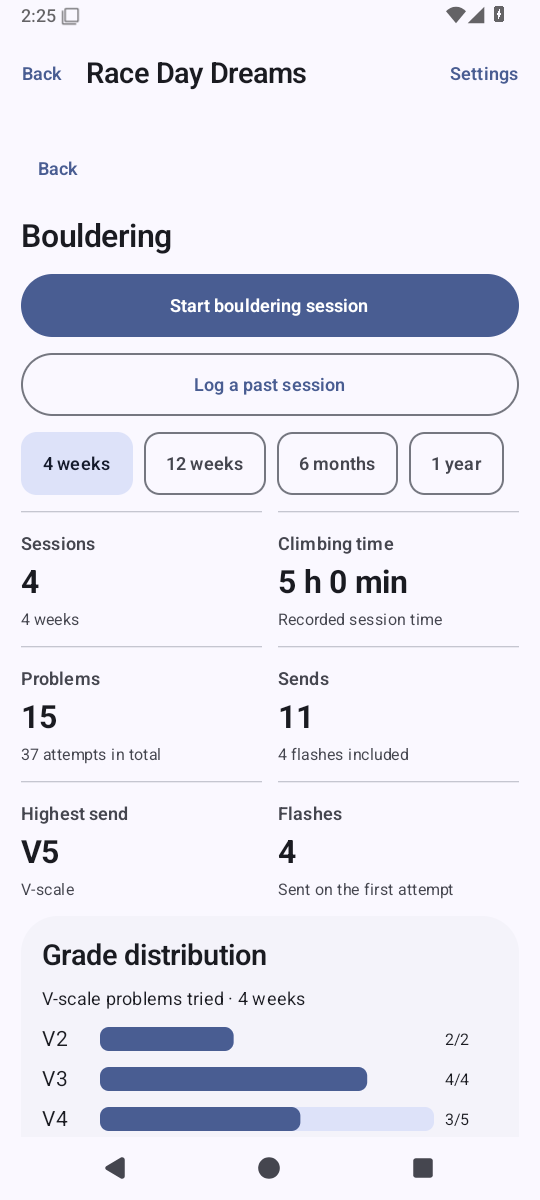 2:25
Back Race Day Dreams Settings
Back
Bouldering
Start bouldering session
Log a past session
4 weeks 12 weeks 6 months 1 year
Sessions Climbing time
4 5 h 0 min
4 weeks Recorded session time
Problems Sends
15 11
37 attempts in total 4 flashes included
Highest send Flashes
V5 4
V-scale Sent on the first attempt
Grade distribution
V-scale problems tried · 4 weeks
V2 2/2
V3 4/4
V4 3/5